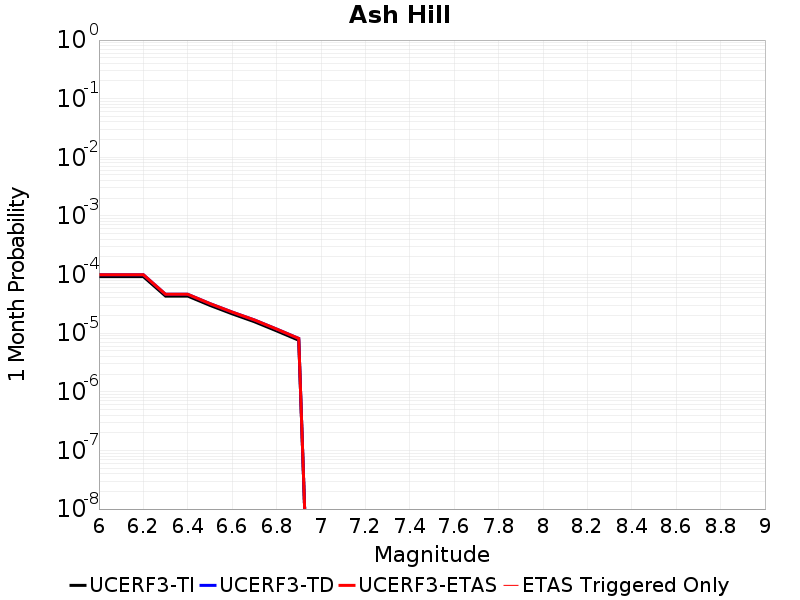 Ash Hill
10^0
10^-1
10^-2
10^-3
10^-4
10^-5
10^-6
10^-7
10^-8
1 Month Probability
6 6.2 6.4 6.6 6.8 7 7.2 7.4 7.6 7.8 8 8.2 8.4 8.6 8.8 9
Magnitude
UCERF3-TI UCERF3-TD UCERF3-ETAS ETAS Triggered Only